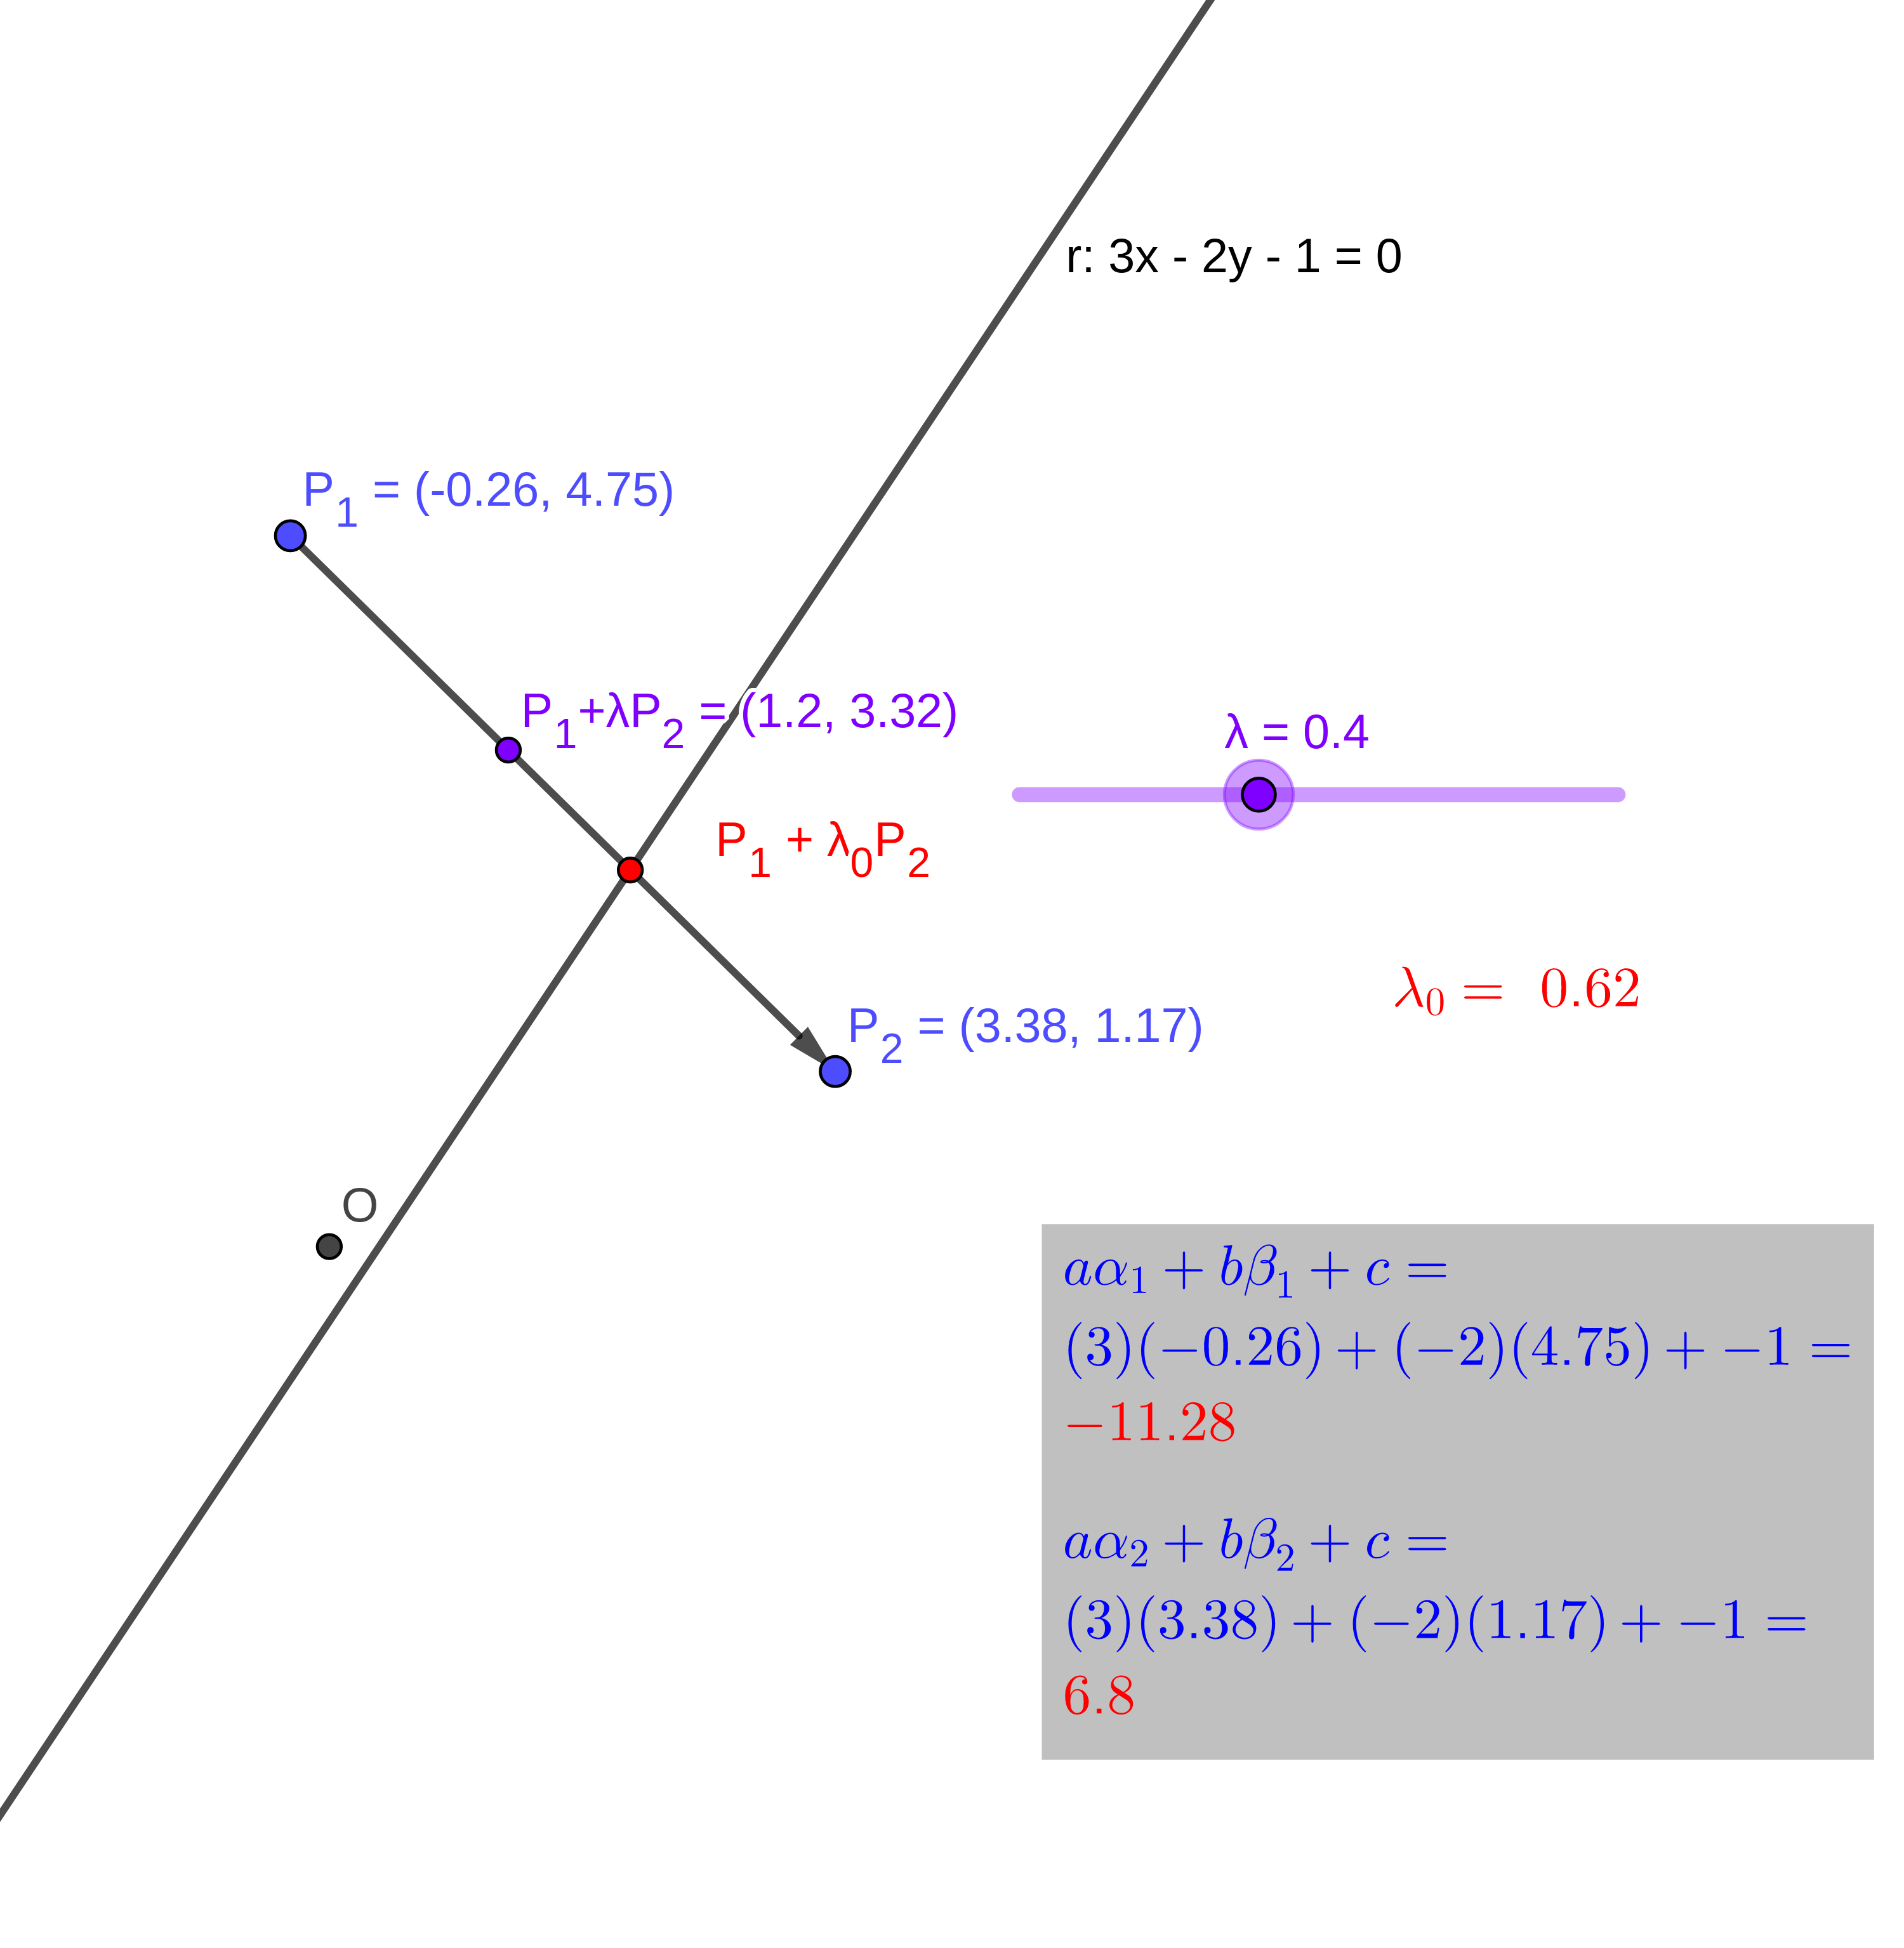 r: 3x - 2y - 1 = 0
P₁ = (-0.26, 4.75)
P₁+λP₂ = (1.2, 3.32)
λ = 0.4
P₁ + λ₀P₂
λ₀ = 0.62
P₂ = (3.38, 1.17)
O
aα₁ + bβ₁ + c =
(3)(−0.26) + (−2)(4.75) + −1 =
−11.28
aα₂ + bβ₂ + c =
(3)(3.38) + (−2)(1.17) + −1 =
6.8